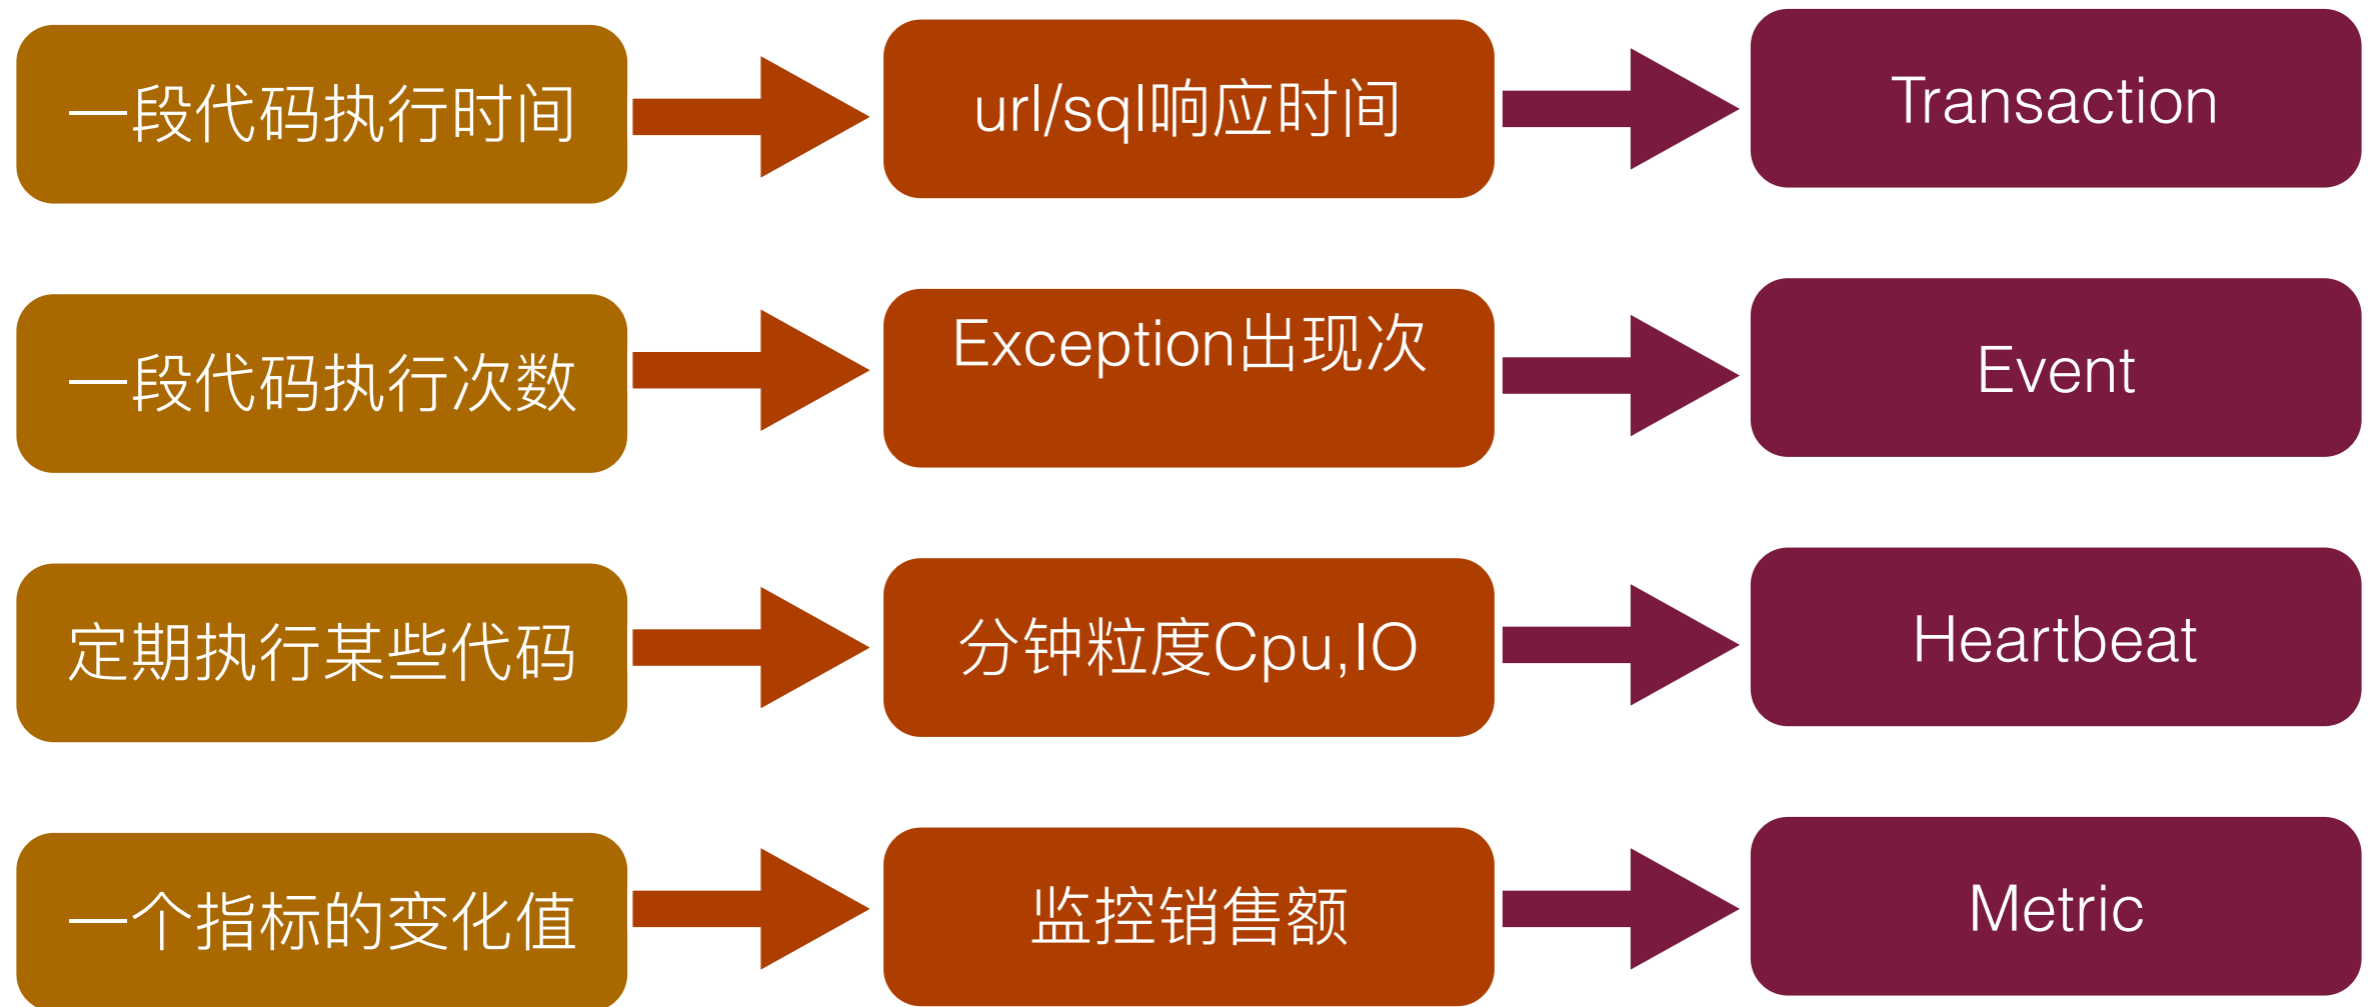 一段代码执行时间
url/sql响应时间
Transaction
一段代码执行次数
Exception出现次
Event
定期执行某些代码
分钟粒度Cpu,IO
Heartbeat
一个指标的变化值
监控销售额
Metric